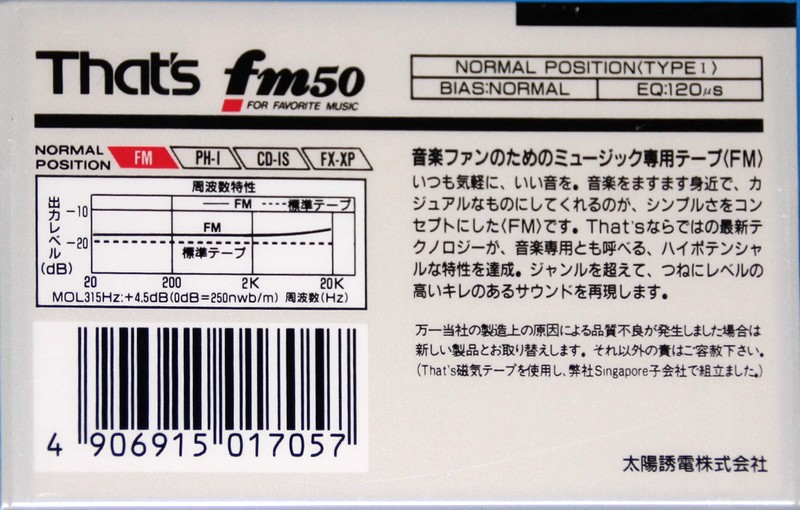 That's fm50
FOR FAVORITE MUSIC
NORMAL POSITION(TYPE I)
BIAS:NORMAL EQ:120μs
NORMAL POSITION FM PH-I CD-IS FX-XP
周波数特性
FM 標準テープ
出力レベル(dB)
-10
-20
FM
標準テープ
20 200 2K 20K
MOL315Hz:+4.5dB(0dB=250nwb/m) 周波数(Hz)
4 906915 017057
音楽ファンのためのミュージック専用テープ〈FM〉
いつも気軽に、いい音を。音楽をますます身近で、カ
ジュアルなものにしてくれるのが、シンプルさをコン
セプトにした〈FM〉です。That'sならではの最新テ
クノロジーが、音楽専用とも呼べる、ハイポテンシャ
ルな特性を達成。ジャンルを超えて、つねにレベルの
高いキレのあるサウンドを再現します。
万一当社の製造上の原因による品質不良が発生しました場合は
新しい製品とお取り替えします。それ以外の責はご容赦下さい。
(That's磁気テープを使用し、弊社Singapore子会社で組立ました。)
太陽誘電株式会社